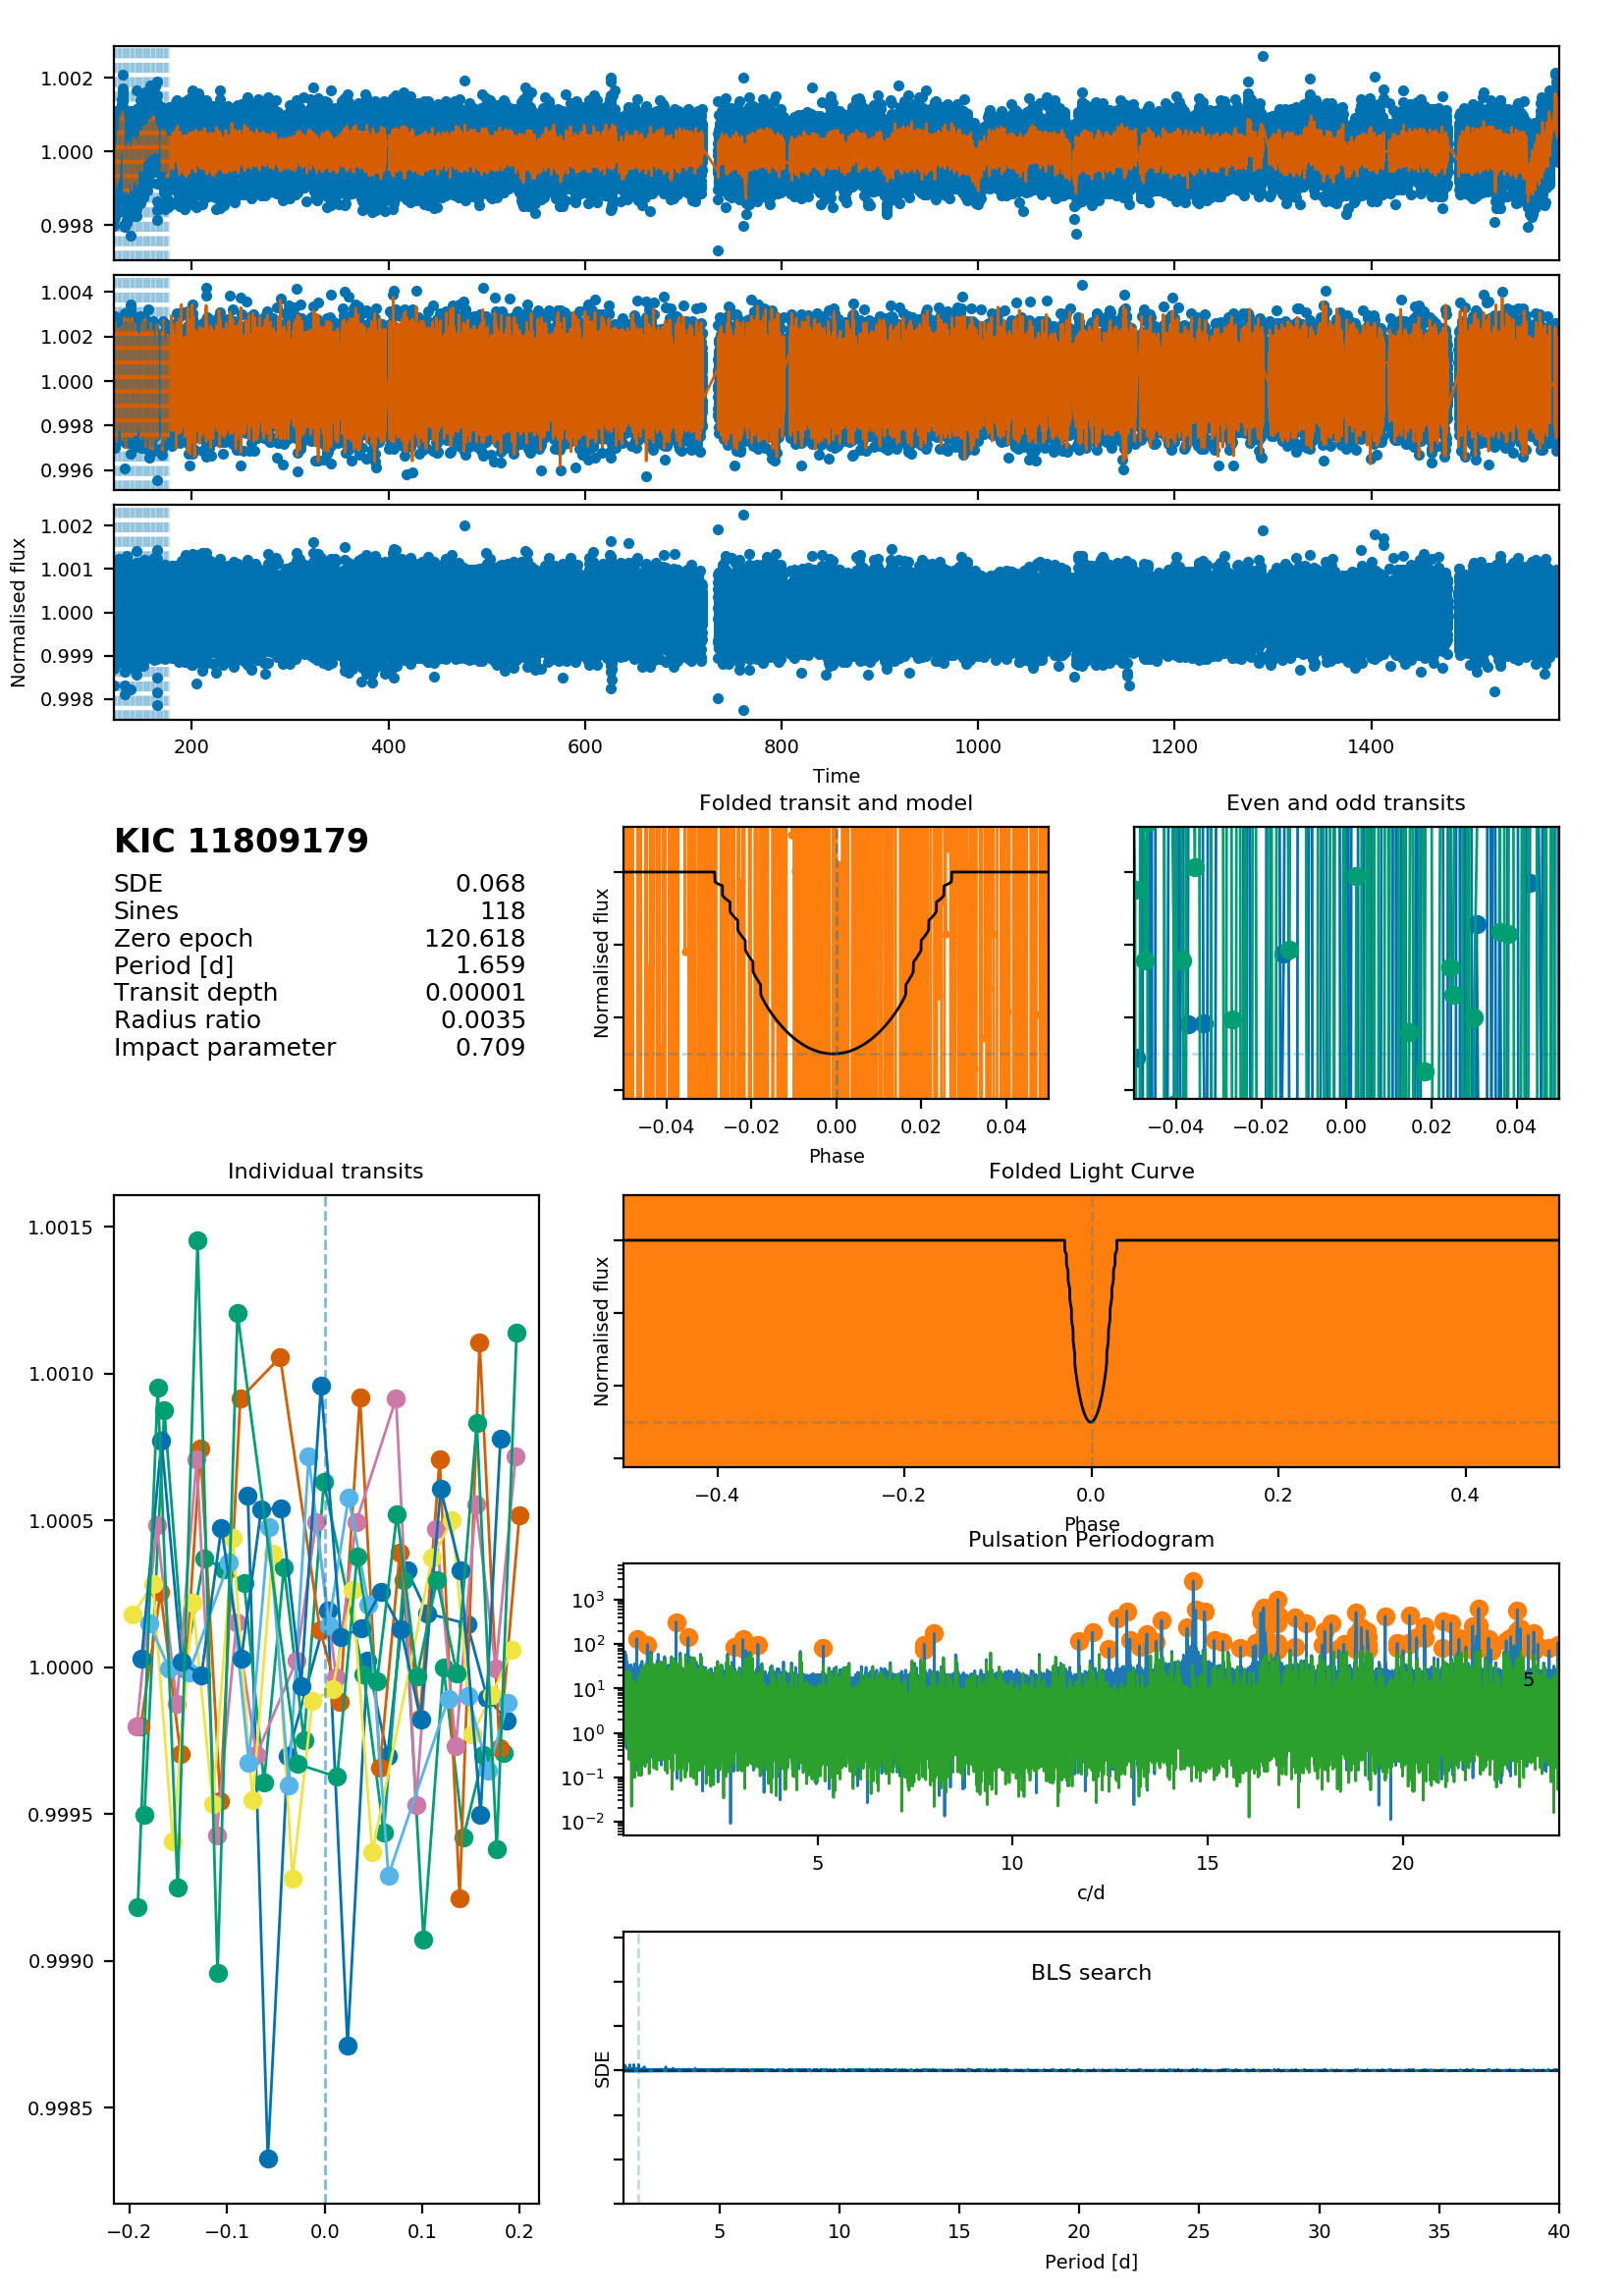 1.002
1.000
0.998
1.004
1.002
1.000
0.998
0.996
1.002
1.001
1.000
0.999
0.998
Normalised flux
200 400 600 800 1000 1200 1400
Time
KIC 11809179
SDE 0.068
Sines 118
Zero epoch 120.618
Period [d] 1.659
Transit depth 0.00001
Radius ratio 0.0035
Impact parameter 0.709
Folded transit and model
Normalised flux
−0.04 −0.02 0.00 0.02 0.04
Phase
Even and odd transits
−0.04 −0.02 0.00 0.02 0.04
Individual transits
1.0015
1.0010
1.0005
1.0000
0.9995
0.9990
0.9985
−0.2 −0.1 0.0 0.1 0.2
Folded Light Curve
Normalised flux
−0.4 −0.2 0.0 0.2 0.4
Phase
Pulsation Periodogram
10³
10²
10¹
10⁰
10⁻¹
10⁻²
5
5 10 15 20
c/d
BLS search
SDE
5 10 15 20 25 30 35 40
Period [d]